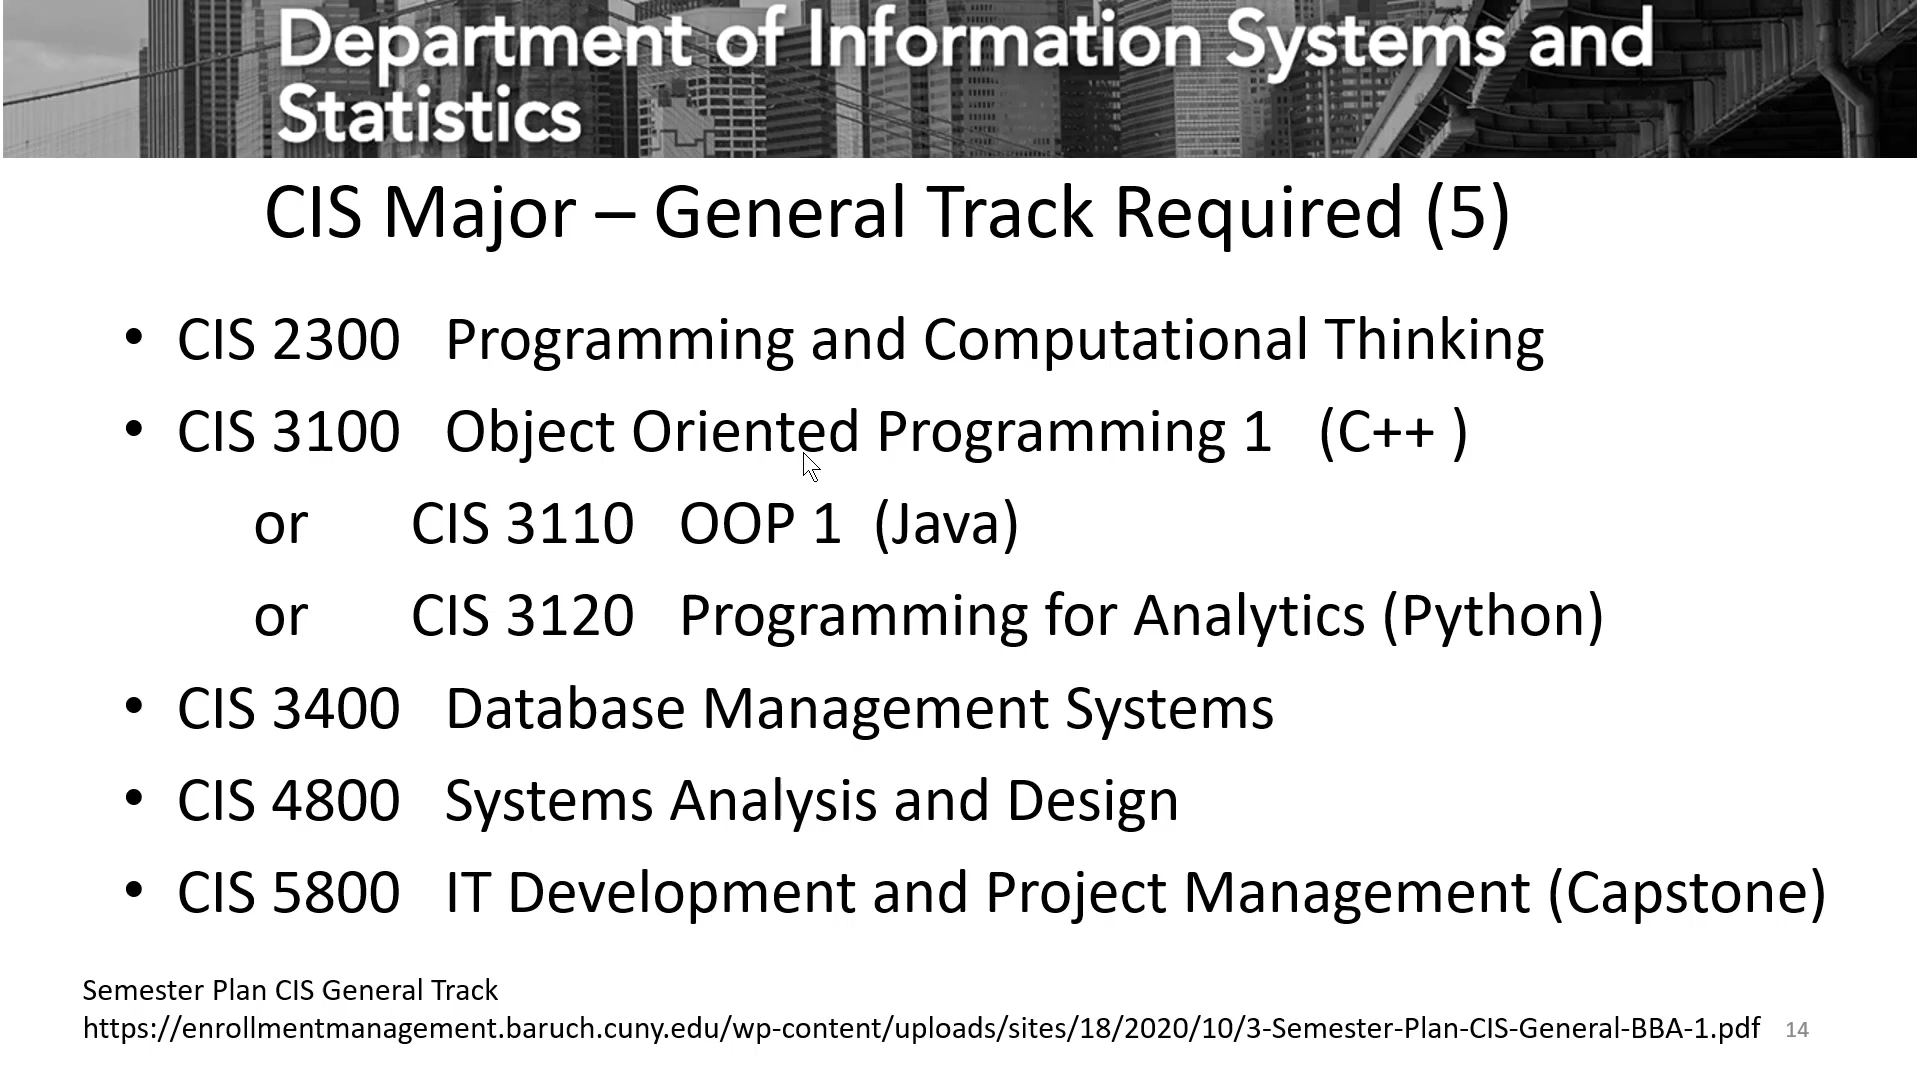 Department of Information Systems and
Statistics
CIS Major – General Track Required (5)
• CIS 2300 Programming and Computational Thinking
• CIS 3100 Object Oriented Programming 1 (C++ )
or CIS 3110 OOP 1 (Java)
or CIS 3120 Programming for Analytics (Python)
• CIS 3400 Database Management Systems
• CIS 4800 Systems Analysis and Design
• CIS 5800 IT Development and Project Management (Capstone)
Semester Plan CIS General Track
https://enrollmentmanagement.baruch.cuny.edu/wp-content/uploads/sites/18/2020/10/3-Semester-Plan-CIS-General-BBA-1.pdf 14